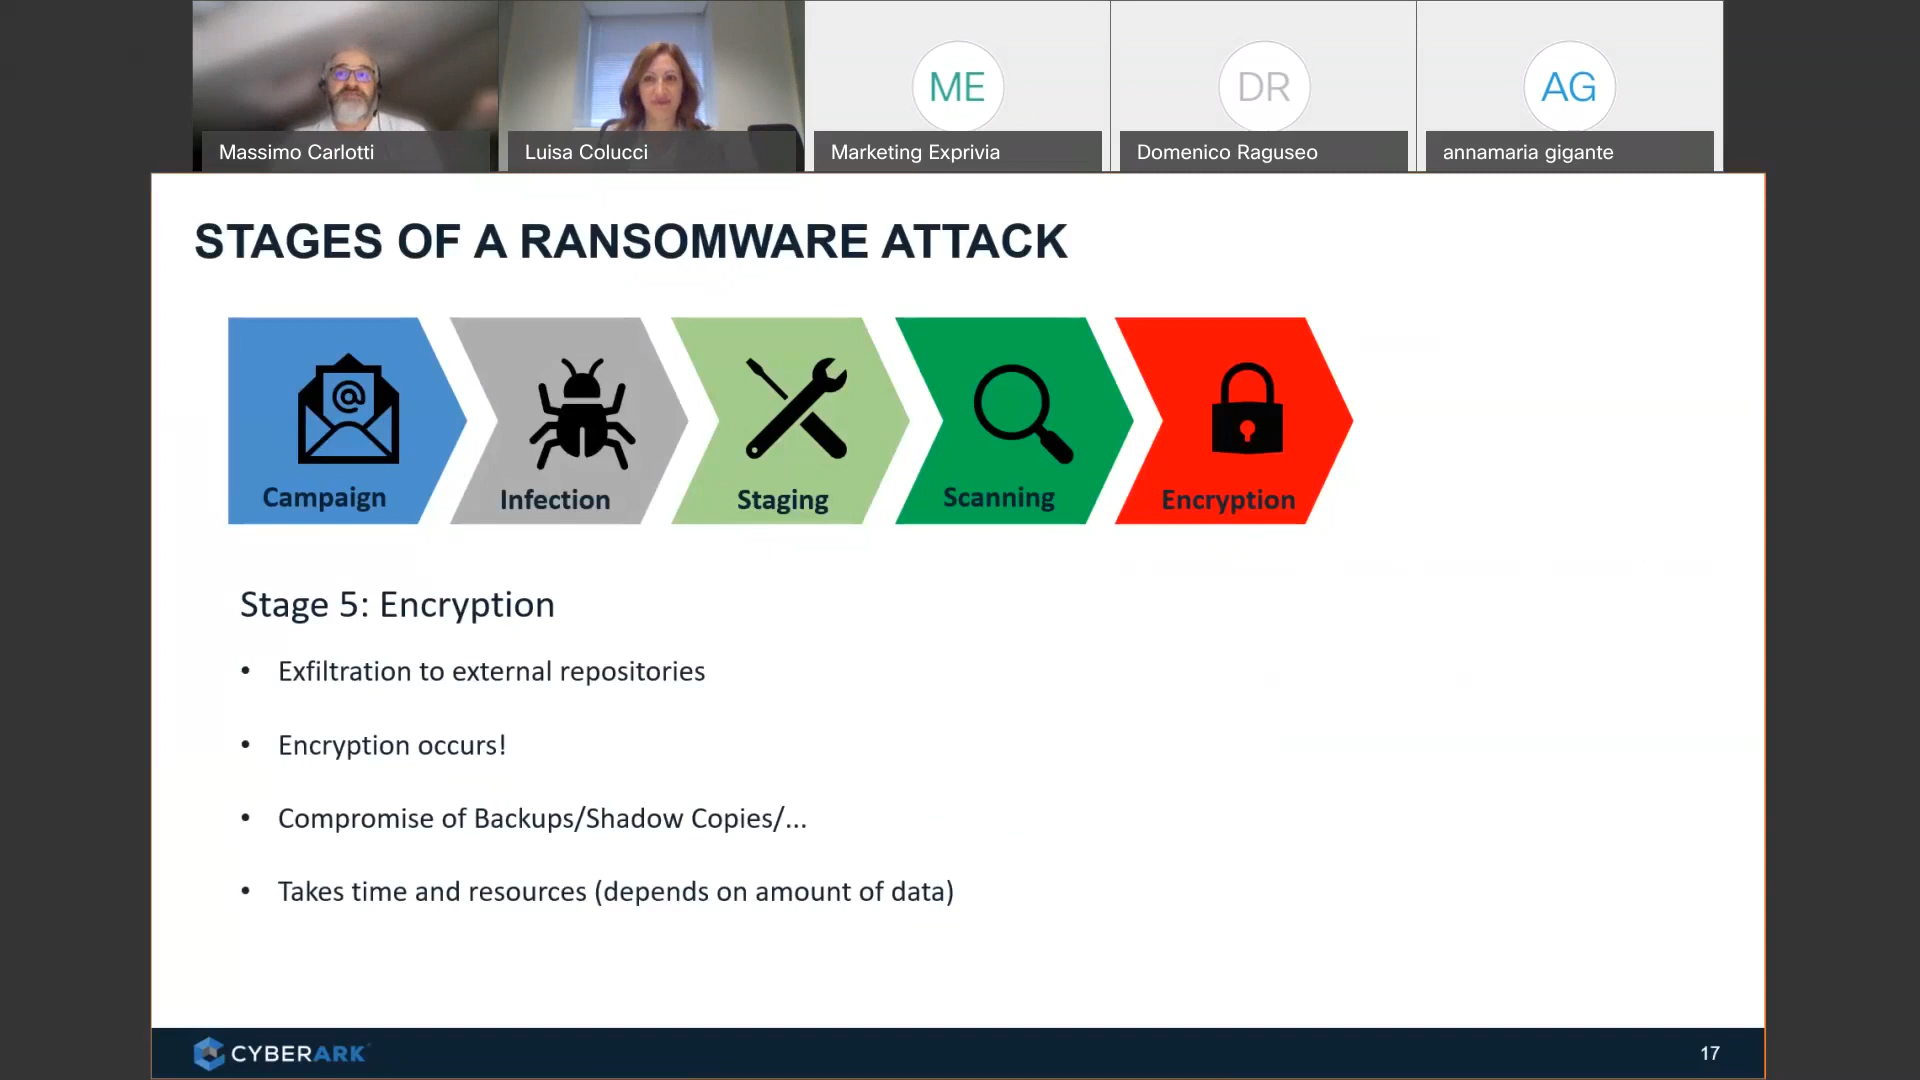 ME
DR
AG
Massimo Carlotti
Luisa Colucci
Marketing Exprivia
Domenico Raguseo
annamaria gigante
STAGES OF A RANSOMWARE ATTACK
@
Campaign
Infection
Staging
Scanning
Encryption
Stage 5: Encryption
• Exfiltration to external repositories
• Encryption occurs!
• Compromise of Backups/Shadow Copies/...
• Takes time and resources (depends on amount of data)
CYBERARK
17